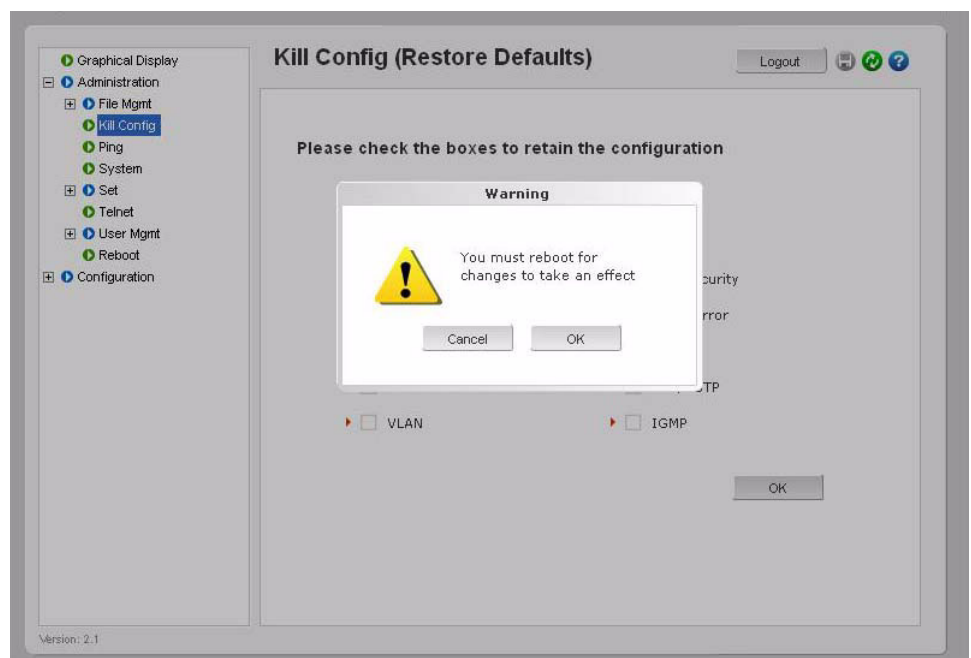 Graphical Display
Administration
File Mgmt
Kill Config
Ping
System
Set
Telnet
User Mgmt
Reboot
Configuration
Version: 2.1
Kill Config (Restore Defaults)
Logout
Please check the boxes to retain the configuration
Warning
You must reboot for
changes to take an effect
Cancel OK
curity
rror
TP
VLAN IGMP
OK